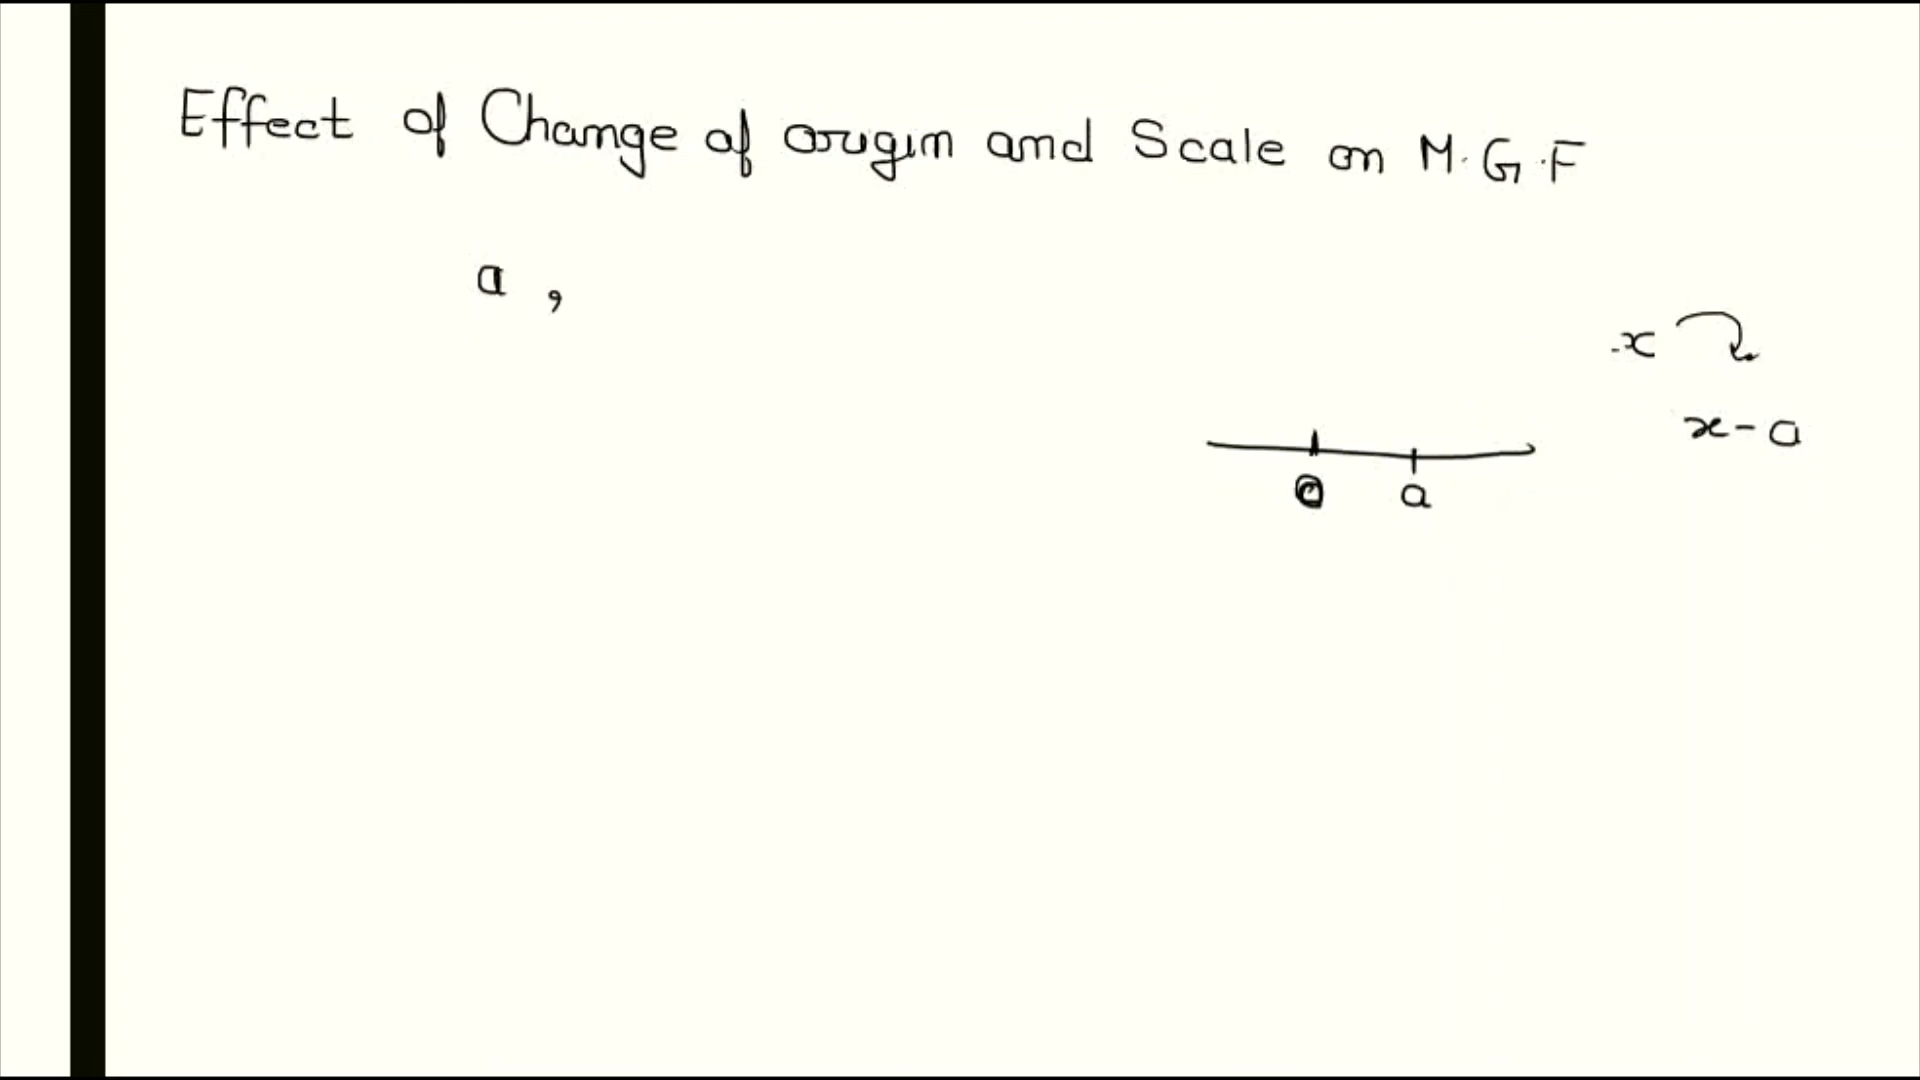 Effect of Change of origin and Scale on M.G.F
a ,
x
x - a
0 a